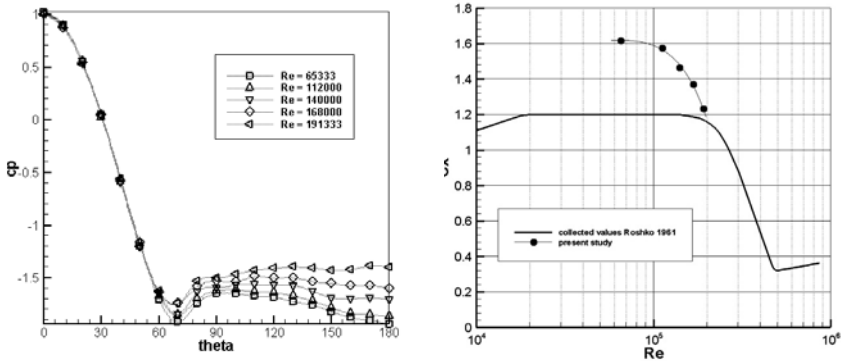 1
0.5
0
-0.5
-1
-1.5
0
30
60
90
120
150
180
cp
theta
Re = 65333
Re = 112000
Re = 140000
Re = 168000
Re = 191333
1.8
1.6
1.4
1.2
1
0.8
0.6
0.4
0.2
0
10⁴
10⁵
10⁶
Re
collected values Roshko 1961
present study